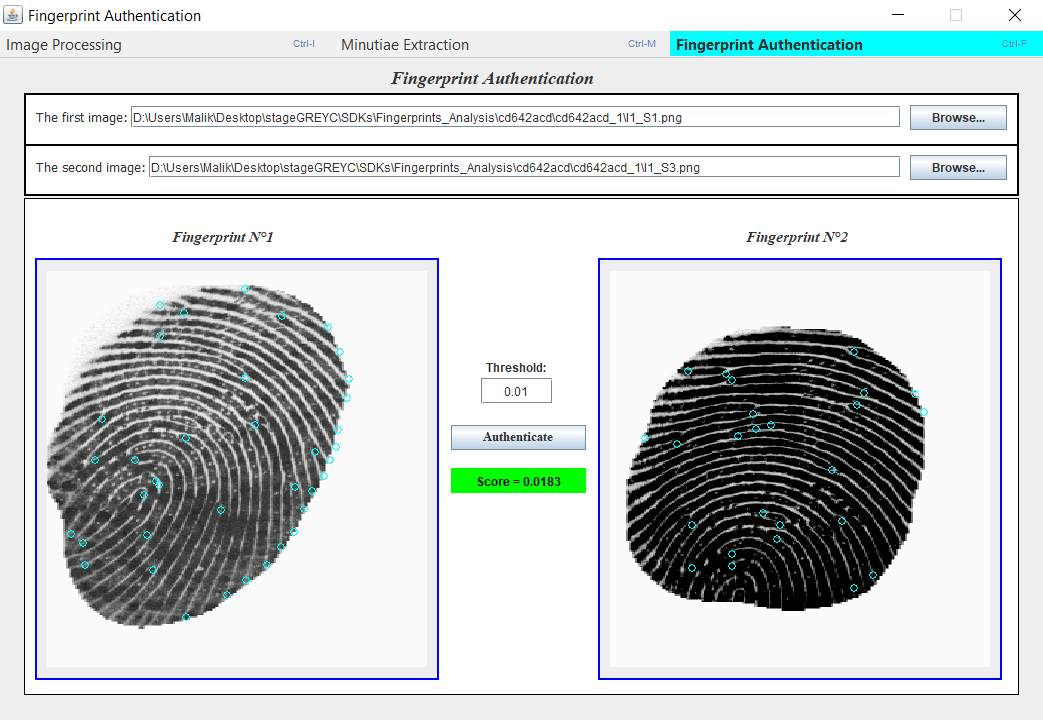 Fingerprint Authentication
Image Processing Ctrl-I Minutiae Extraction Ctrl-M Fingerprint Authentication Ctrl-F
Fingerprint Authentication
The first image: D:\Users\Malik\Desktop\stageGREYC\SDKs\Fingerprints_Analysis\cd642acd\cd642acd_1\I1_S1.png Browse...
The second image: D:\Users\Malik\Desktop\stageGREYC\SDKs\Fingerprints_Analysis\cd642acd\cd642acd_1\I1_S3.png Browse...
Fingerprint N°1 Fingerprint N°2
Threshold:
0.01
Authenticate
Score = 0.0183